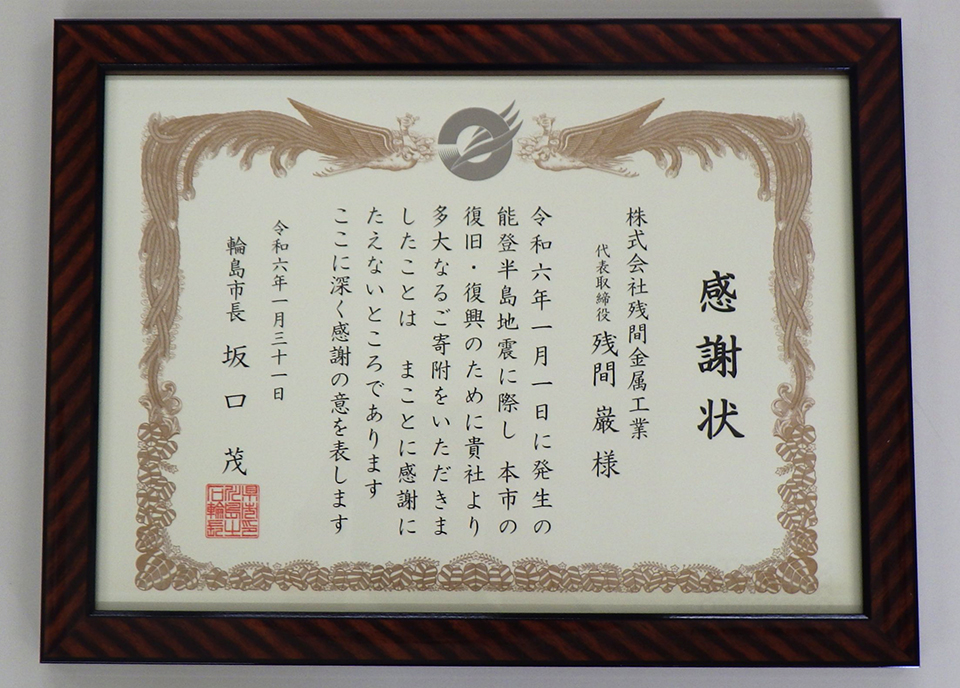 感謝状
株式会社残間金属工業
代表取締役 残間 巌 様
令和六年一月一日に発生の
能登半島地震に際し 本市の
復旧・復興のために貴社より
多大なるご寄附をいただきま
したことは まことに感謝に
たえないところであります
ここに深く感謝の意を表します
令和六年一月三十一日
輪島市長 坂口 茂